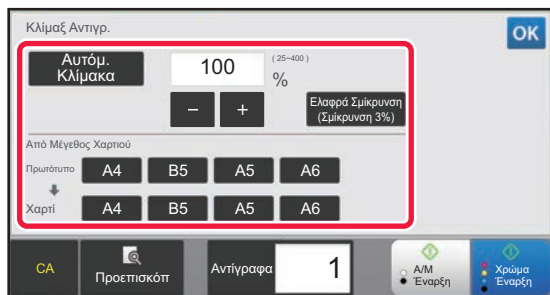 Κλίμαξ Αντιγρ.
OK
Αυτόμ.
Κλίμακα
100
(25~400)
%
−
+
Ελαφρά Σμίκρυνση
(Σμίκρυνση 3%)
Από Μέγεθος Χαρτιού
Πρωτότυπο
A4
B5
A5
A6
Χαρτί
A4
B5
A5
A6
CA
Προεπισκόπ
Αντίγραφα
1
Α/Μ
Έναρξη
Χρώμα
Έναρξη